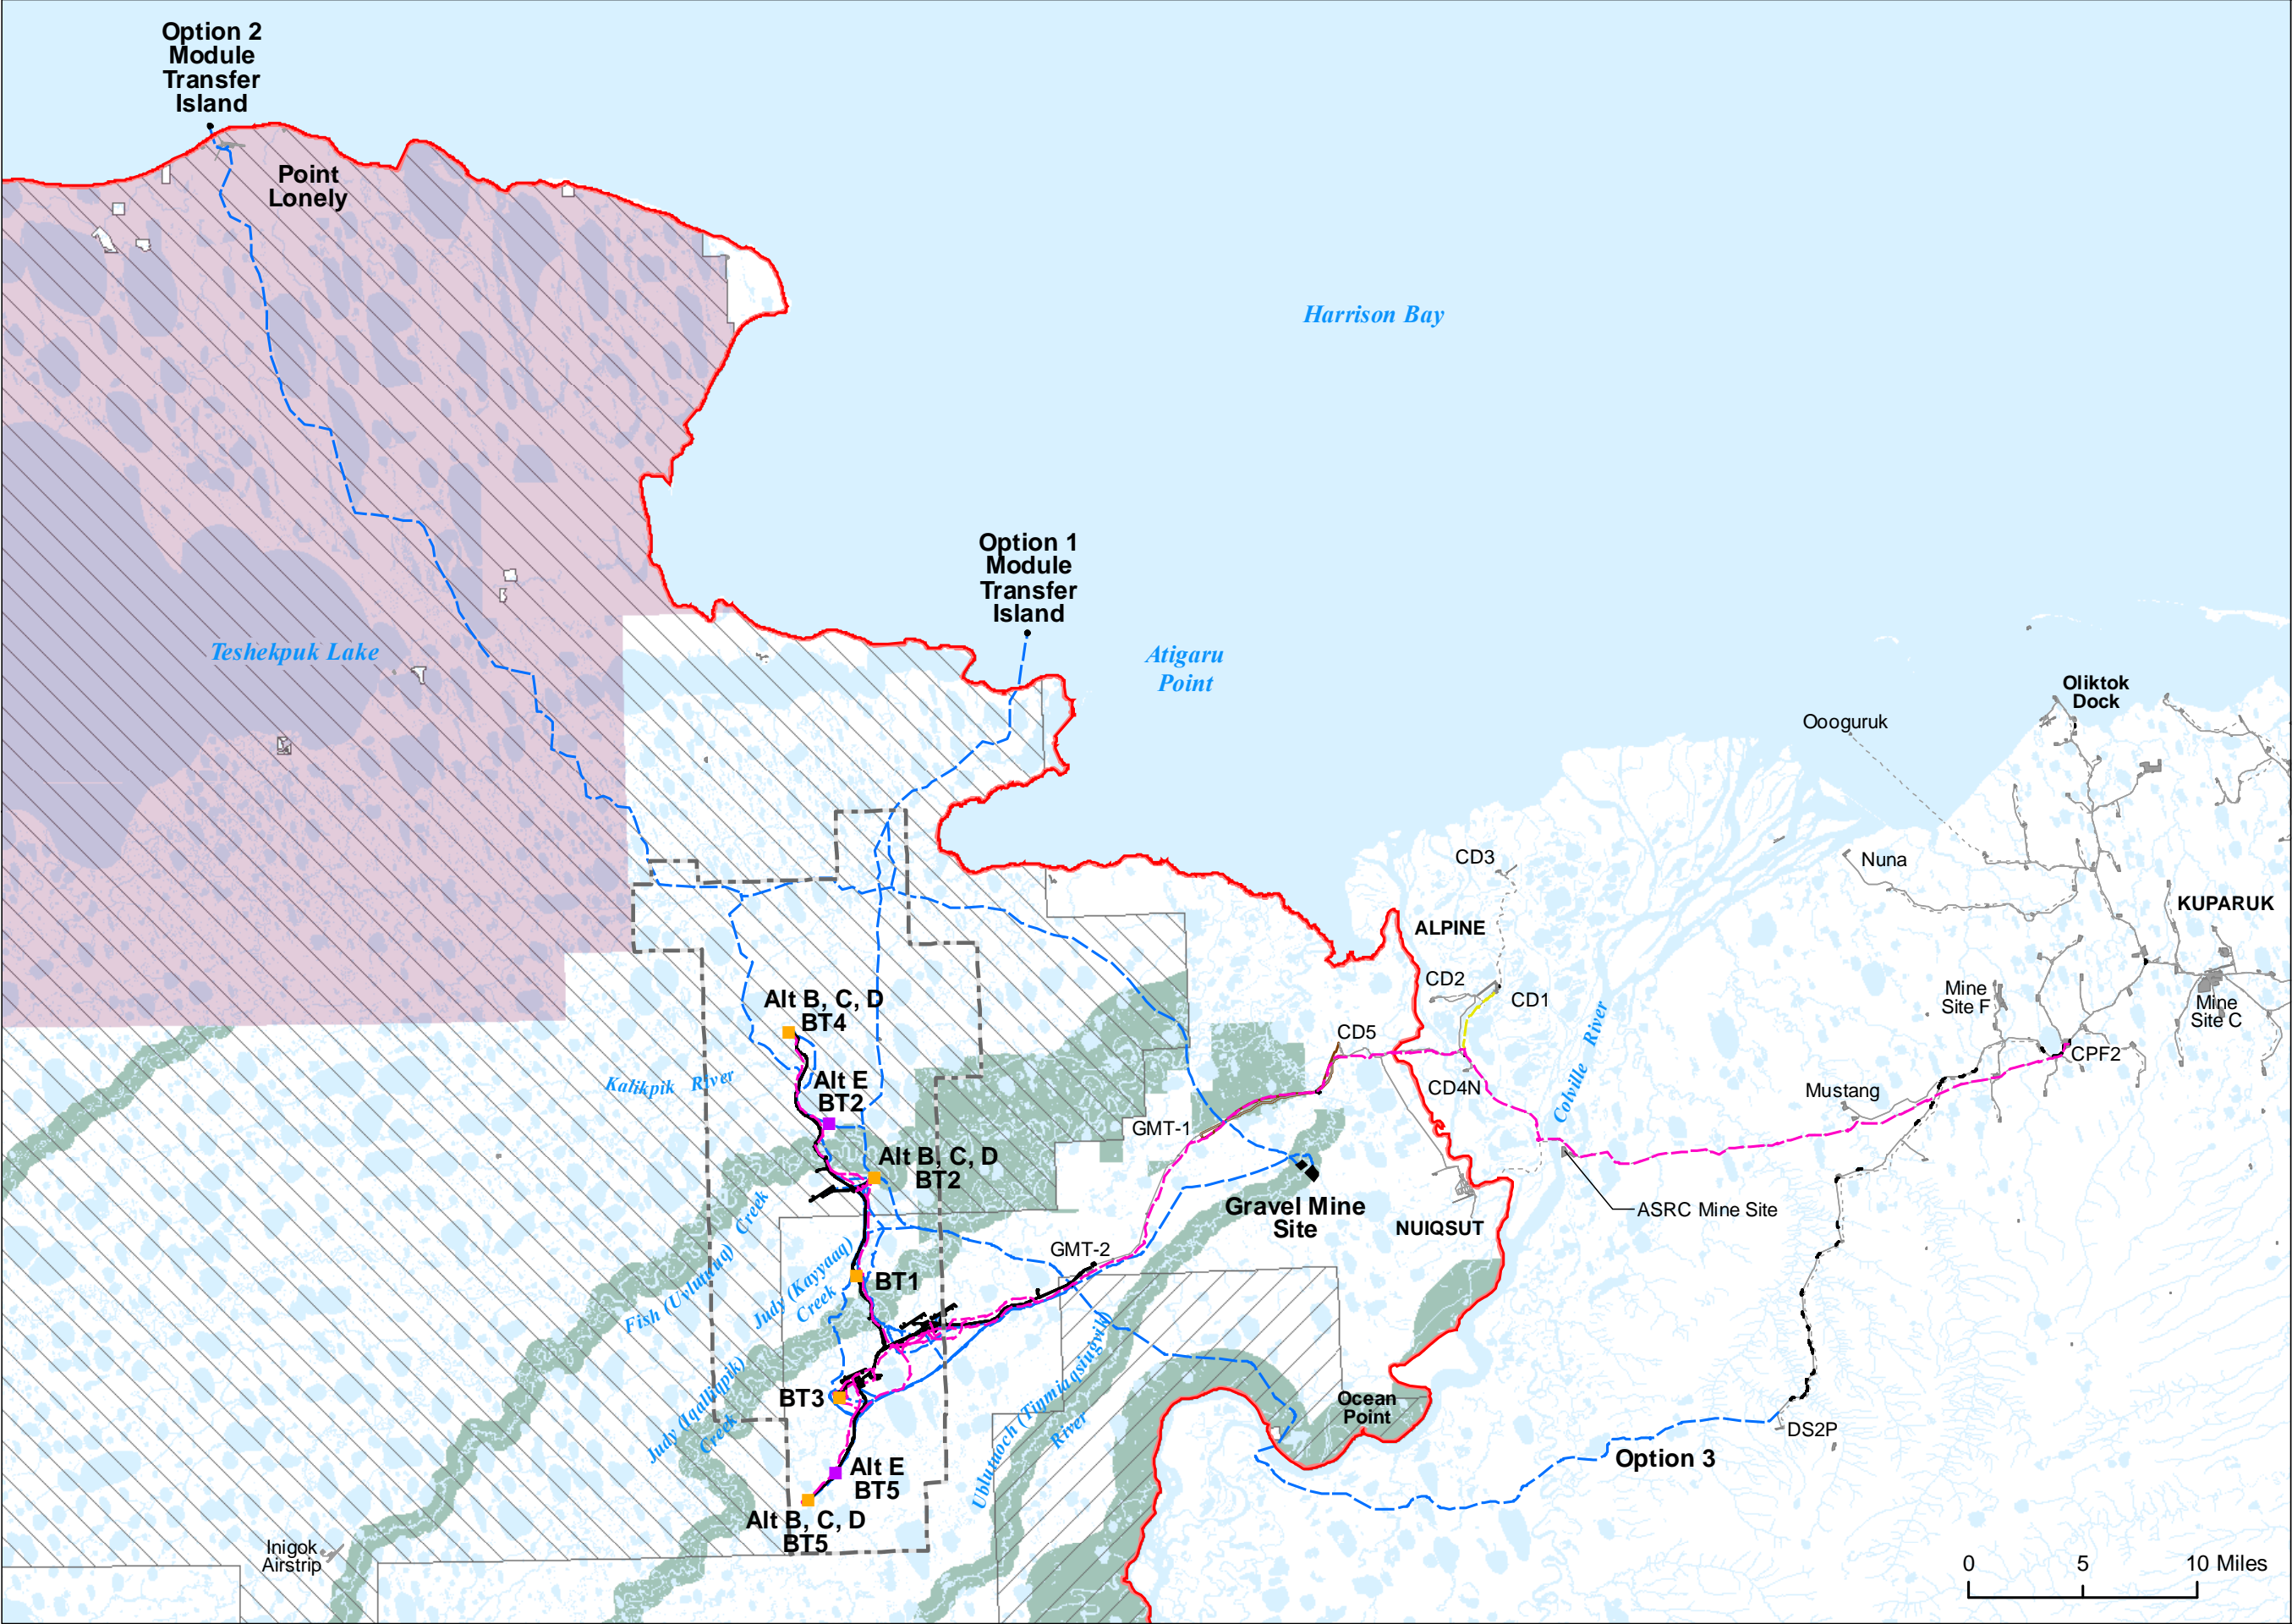 Option 2
Module
Transfer
Island
Point
Lonely
Harrison Bay
Option 1
Module
Transfer
Island
Teshekpuk Lake
Atigaru
Point
Oliktok
Dock
Oooguruk
CD3
Nuna
KUPARUK
ALPINE
CD2
CD1
Mine
Site F
Mine
Site C
Alt B, C, D
BT4
Colville River
CD5
CPF2
Kalikpik River
Alt E
BT2
CD4N
Mustang
GMT-1
Alt B, C, D
BT2
Gravel Mine
Site
ASRC Mine Site
NUIQSUT
Fish (Uvlutuuq) Creek
GMT-2
Judy (Kayyaaq)
Creek
BT1
Judy (Iqalliqpik)
Creek
BT3
Ublutuoch (Tinmiaqsiugvik)
River
Ocean
Point
DS2P
Option 3
Alt E
BT5
Alt B, C, D
BT5
Inigok
Airstrip
0 5 10 Miles